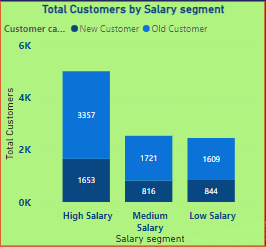 Total Customers by Salary segment
Customer ca... New Customer Old Customer
6K
4K
2K
0K
Total Customers
3357
1653
1721
816
1609
844
High Salary
Medium
Salary
Low Salary
Salary segment